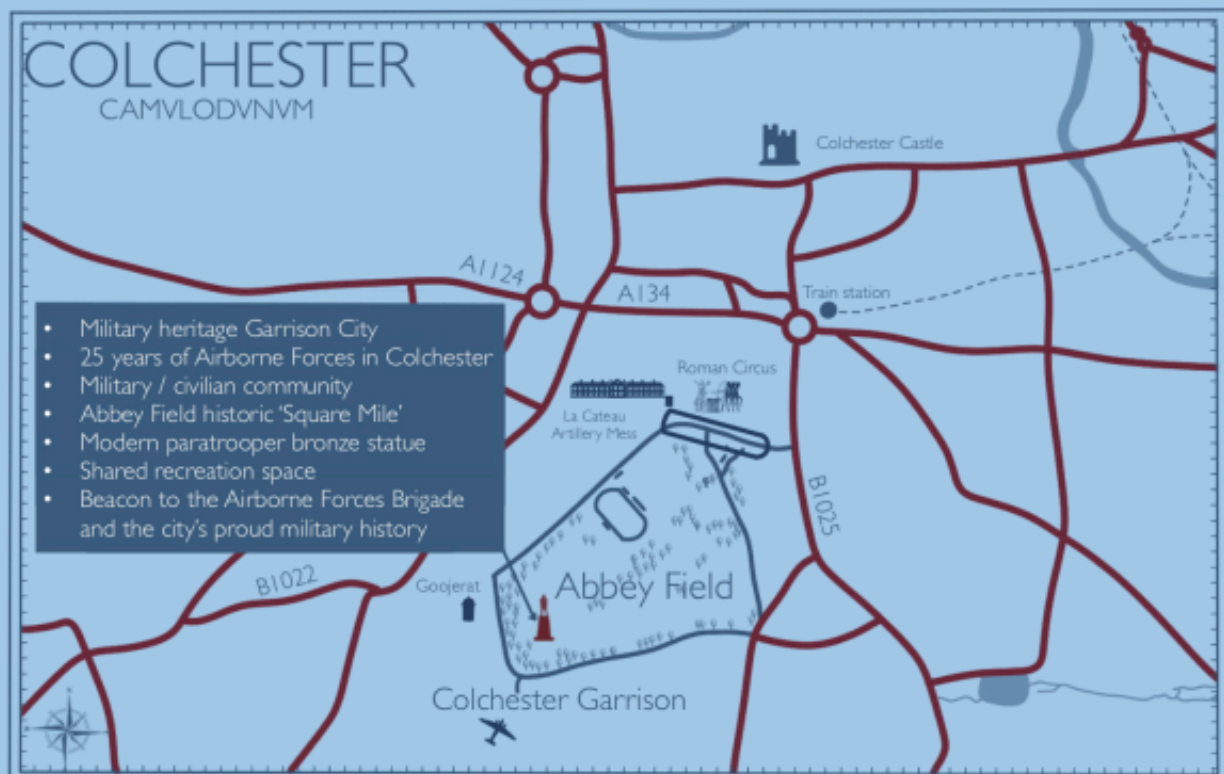 COLCHESTER
CAMVLODVNVM
Colchester Castle
A1124
A134
Train station
• Military heritage Garrison City
• 25 years of Airborne Forces in Colchester
• Military / civilian community
• Abbey Field historic ‘Square Mile’
• Modern paratrooper bronze statue
• Shared recreation space
• Beacon to the Airborne Forces Brigade
and the city’s proud military history
Roman Circus
La Cateau
Artillery Mess
B1025
B1022
Goojerat
Abbey Field
Colchester Garrison